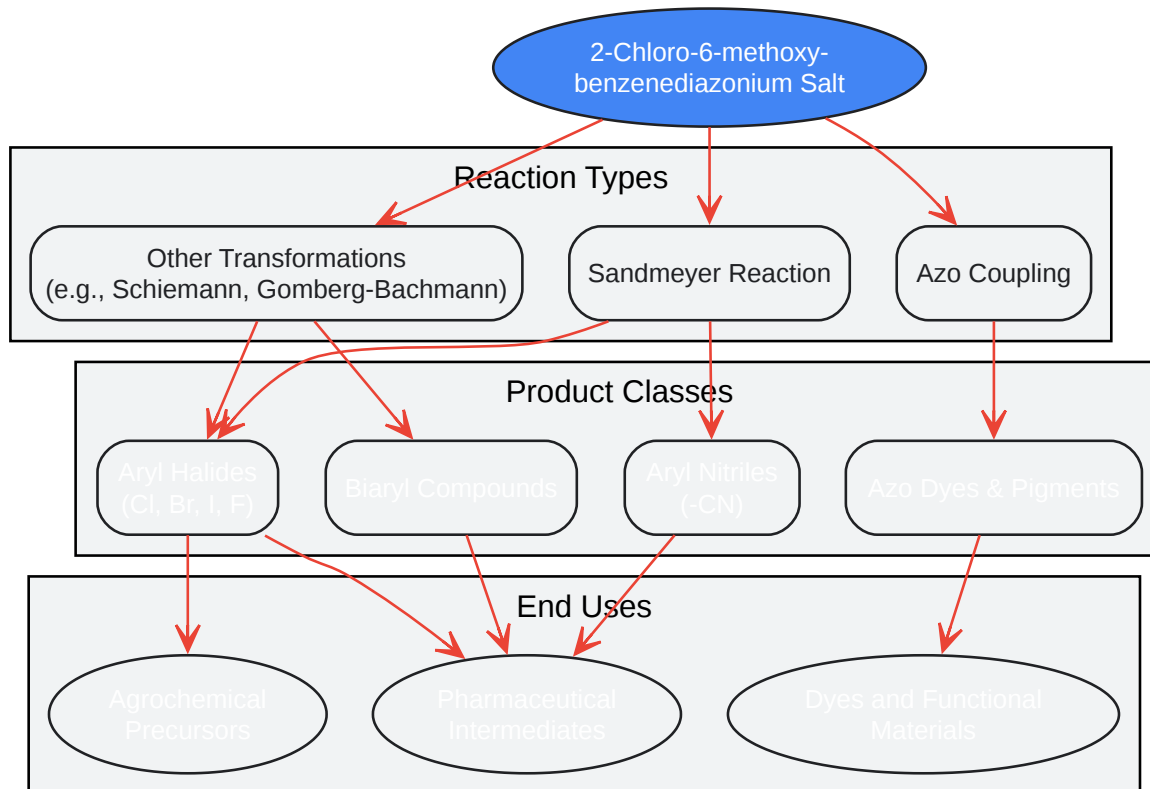 2-Chloro-6-methoxy-
benzenediazonium Salt
Reaction Types
Other Transformations
(e.g., Schiemann, Gomberg-Bachmann)
Sandmeyer Reaction
Azo Coupling
Product Classes
Aryl Halides
(Cl, Br, I, F)
Biaryl Compounds
Aryl Nitriles
(-CN)
Azo Dyes & Pigments
End Uses
Agrochemical
Precursors
Pharmaceutical
Intermediates
Dyes and Functional
Materials